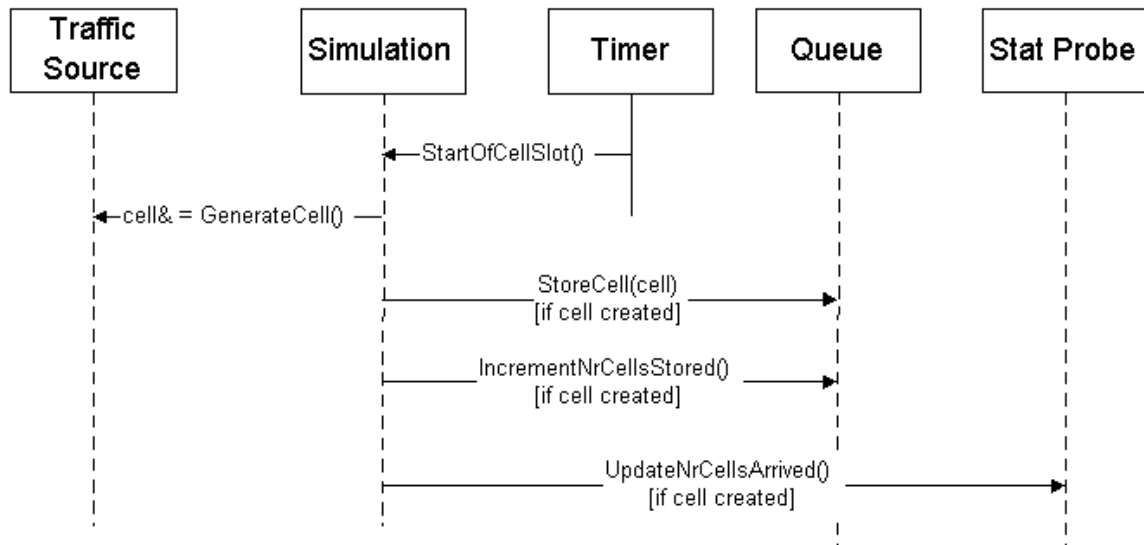 Traffic
Source
Simulation
Timer
Queue
Stat Probe
StartOfCellSlot()
cell& = GenerateCell()
StoreCell(cell)
[if cell created]
IncrementNrCellsStored()
[if cell created]
UpdateNrCellsArrived()
[if cell created]